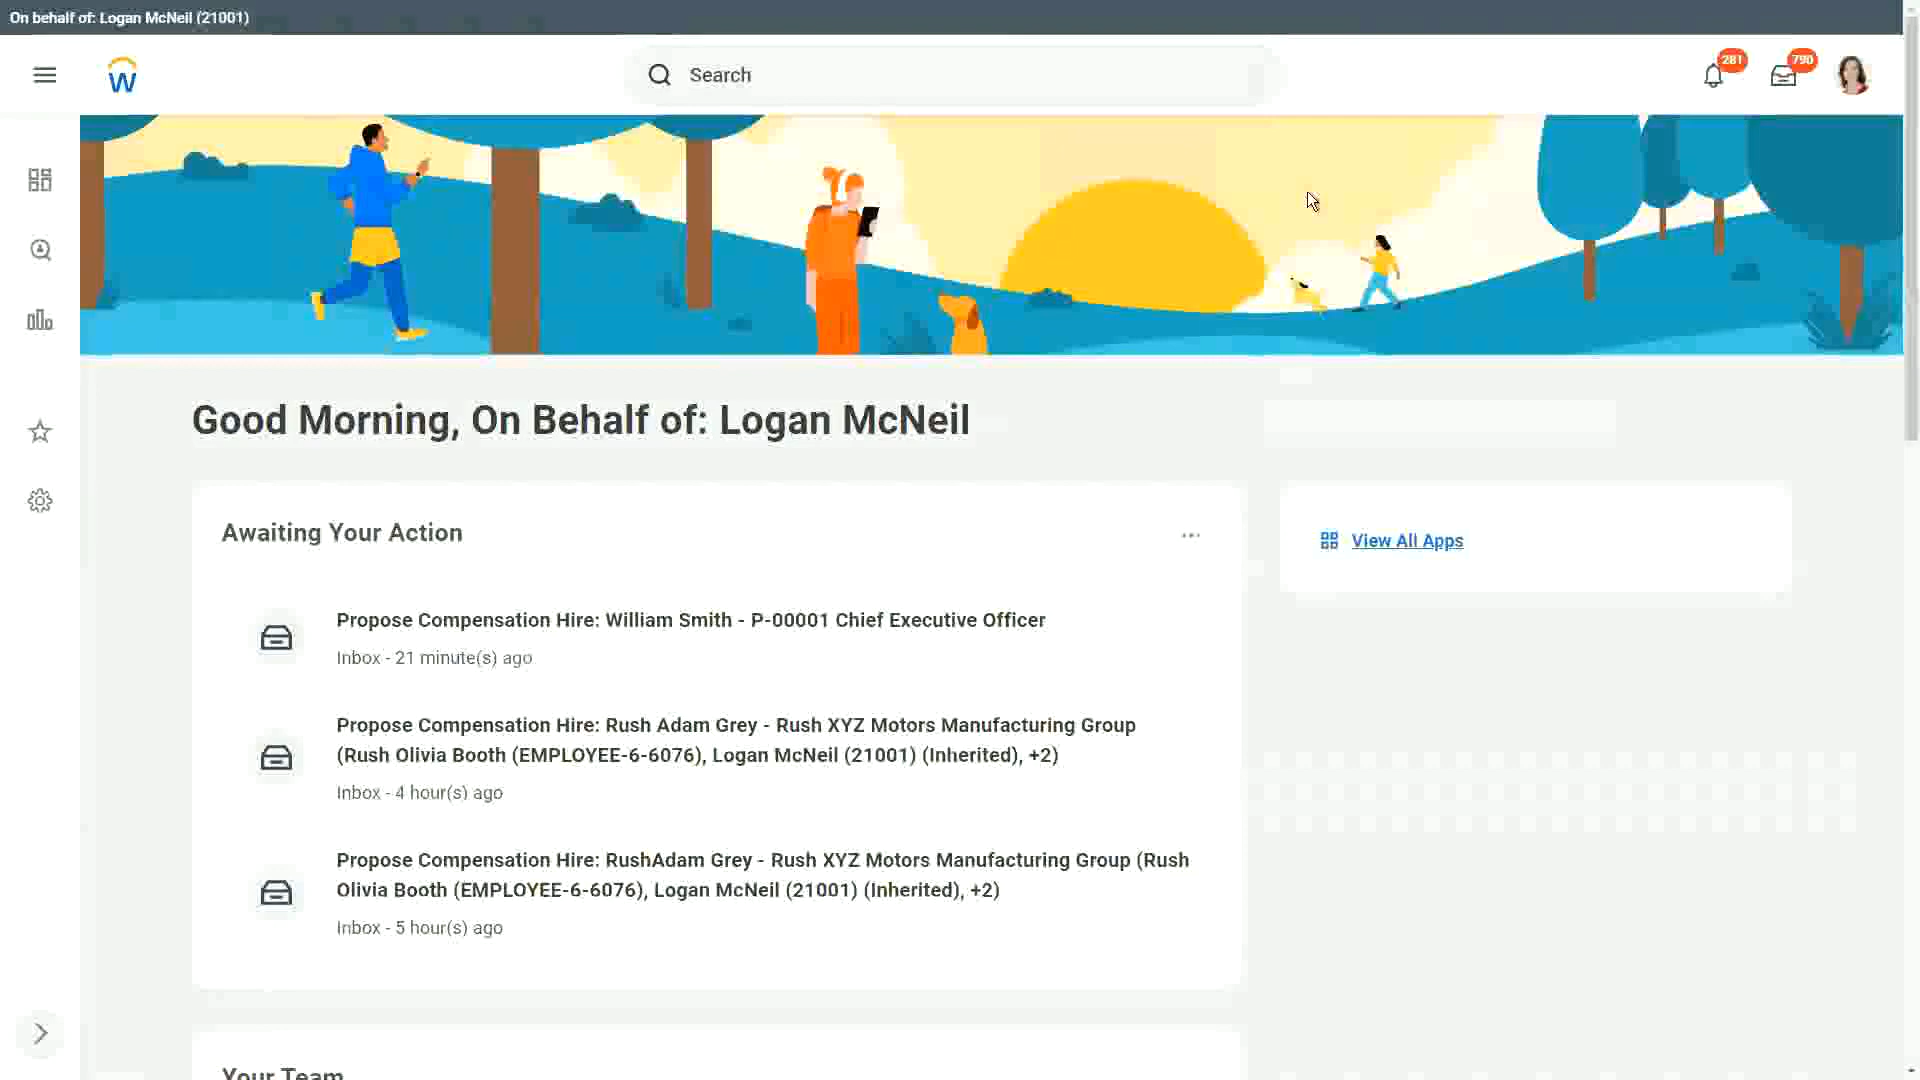 On behalf of: Logan McNeil (21001)
W
Search
281
790
Good Morning, On Behalf of: Logan McNeil
Awaiting Your Action
View All Apps
Propose Compensation Hire: William Smith - P-00001 Chief Executive Officer
Inbox - 21 minute(s) ago
Propose Compensation Hire: Rush Adam Grey - Rush XYZ Motors Manufacturing Group
(Rush Olivia Booth (EMPLOYEE-6-6076), Logan McNeil (21001) (Inherited), +2)
Inbox - 4 hour(s) ago
Propose Compensation Hire: RushAdam Grey - Rush XYZ Motors Manufacturing Group (Rush
Olivia Booth (EMPLOYEE-6-6076), Logan McNeil (21001) (Inherited), +2)
Inbox - 5 hour(s) ago
Your Team